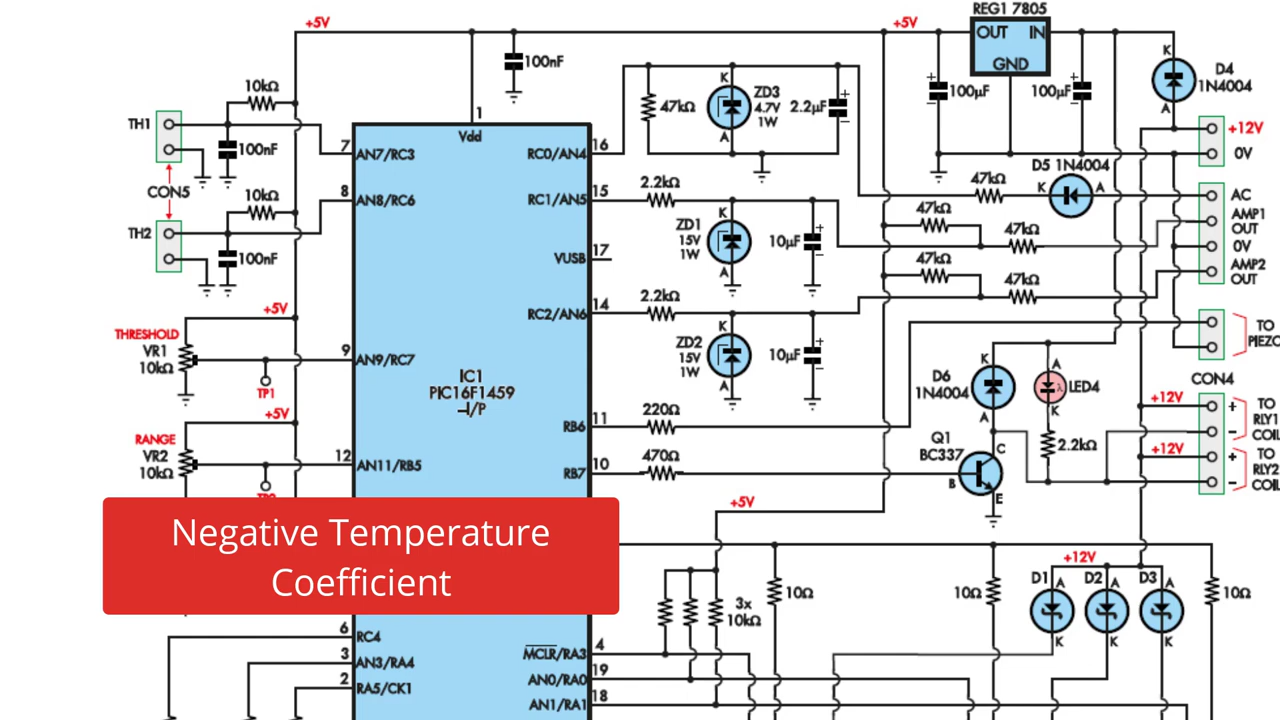 REG1 7805
+5V
+5V
OUT IN
GND
K
D4
1N4004
A
100nF
+
100µF
100µF
+
10kΩ
TH1
100nF
7
AN7/RC3
1
Vdd
RC0/AN4
16
47kΩ
K
ZD3
4.7V
1W
A
2.2µF
+
−
+12V
0V
CON5
10kΩ
TH2
100nF
8
AN8/RC6
RC1/AN5
15
2.2kΩ
K
ZD1
15V
1W
A
10µF
+
−
D5 1N4004
K
A
47kΩ
47kΩ
47kΩ
AC
AMP1
OUT
0V
AMP2
OUT
VUSB
17
47kΩ
47kΩ
RC2/AN6
14
2.2kΩ
K
ZD2
15V
1W
A
10µF
+
−
+5V
THRESHOLD
VR1
10kΩ
9
AN9/RC7
TP1
IC1
PIC16F1459
–I/P
TO
PIEZO
K
D6
1N4004
A
A
LED4
λ
K
2.2kΩ
CON4
+12V
+
TO
RLY1
COIL
−
+12V
+
TO
RLY2
COIL
−
+5V
RANGE
VR2
10kΩ
12
AN11/RB5
RB6
11
220Ω
RB7
10
470Ω
Q1
BC337
C
B
E
Negative Temperature
Coefficient
+5V
3x
10kΩ
10Ω
10Ω
+12V
D1
A
K
D2
A
K
D3
A
K
10Ω
6
RC4
3
AN3/RA4
2
RA5/CK1
MCLR/RA3
4
AN0/RA0
19
AN1/RA1
18